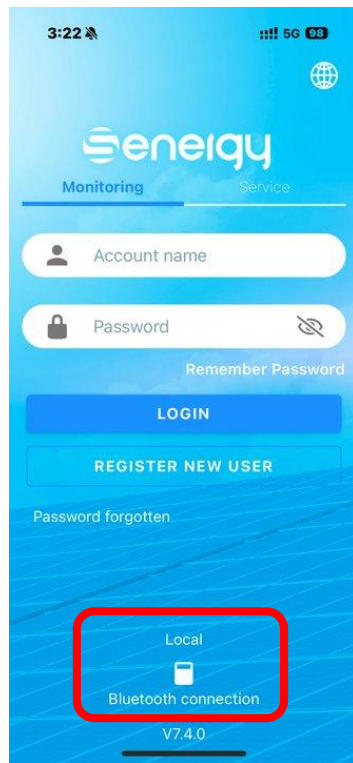 3:22 5G 98
Senergy
Monitoring Service
Account name
Password
Remember Password
LOGIN
REGISTER NEW USER
Password forgotten
Local
Bluetooth connection
V7.4.0